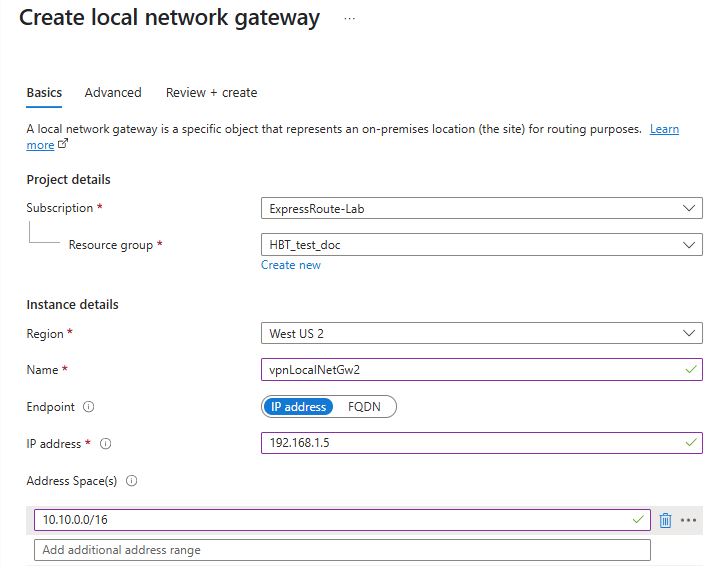 Create local network gateway ...
Basics Advanced Review + create
A local network gateway is a specific object that represents an on-premises location (the site) for routing purposes. Learn
more
Project details
Subscription * ExpressRoute-Lab
Resource group * HBT_test_doc
Create new
Instance details
Region * West US 2
Name * vpnLocalNetGw2
Endpoint IP address FQDN
IP address * 192.168.1.5
Address Space(s)
10.10.0.0/16
Add additional address range